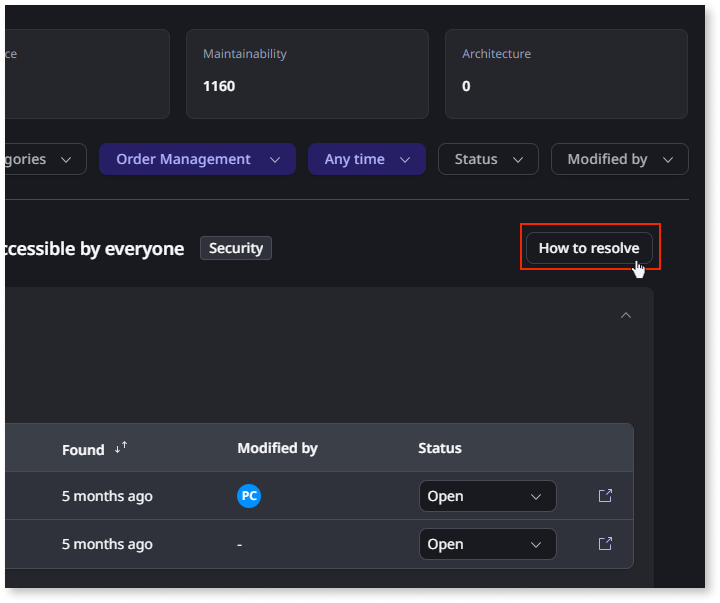 ce
Maintainability
Architecture
1160
0
gories
Order Management
Any time
Status
Modified by
ccessible by everyone
Security
How to resolve
Found
Modified by
Status
5 months ago
PC
Open
5 months ago
-
Open